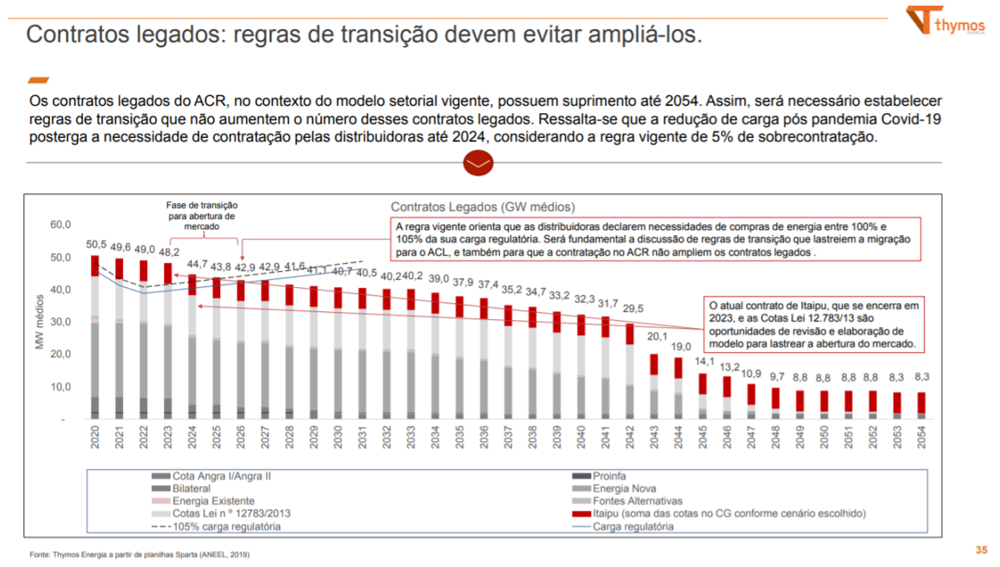 thymos
ENERGIA
Contratos legados: regras de transição devem evitar ampliá-los.
Os contratos legados do ACR, no contexto do modelo setorial vigente, possuem suprimento até 2054. Assim, será necessário estabelecer
regras de transição que não aumentem o número desses contratos legados. Ressalta-se que a redução de carga pós pandemia Covid-19
posterga a necessidade de contratação pelas distribuidoras até 2024, considerando a regra vigente de 5% de sobrecontratação.
Contratos Legados (GW médios)
Fase de transição
para abertura de
mercado
A regra vigente orienta que as distribuidoras declarem necessidades de compras de energia entre 100% e
105% da sua carga regulatória. Será fundamental a discussão de regras de transição que lastreiem a migração
para o ACL, e também para que a contratação no ACR não ampliem os contratos legados .
O atual contrato de Itaipu, que se encerra em
2023, e as Cotas Lei 12.783/13 são
oportunidades de revisão e elaboração de
modelo para lastrear a abertura do mercado.
MW médios
60,0
50,0
40,0
30,0
20,0
10,0
-
50,5 49,6 49,0 48,2 44,7 43,8 42,9 42,9 41,6 41,1 40,7 40,5 40,2 40,2 39,0 37,9 37,4 35,2 34,7 33,2 32,3 31,7 29,5 20,1 19,0 14,1 13,2 10,9 9,7 8,8 8,8 8,8 8,8 8,3 8,3
2020 2021 2022 2023 2024 2025 2026 2027 2028 2029 2030 2031 2032 2033 2034 2035 2036 2037 2038 2039 2040 2041 2042 2043 2044 2045 2046 2047 2048 2049 2050 2051 2052 2053 2054
Cota Angra I/Angra II
Proinfa
Bilateral
Energia Nova
Energia Existente
Fontes Alternativas
Cotas Lei n º 12783/2013
Itaipu (soma das cotas no CG conforme cenário escolhido)
105% carga regulatória
Carga regulatória
Fonte: Thymos Energia a partir de planilhas Sparta (ANEEL, 2019)
35